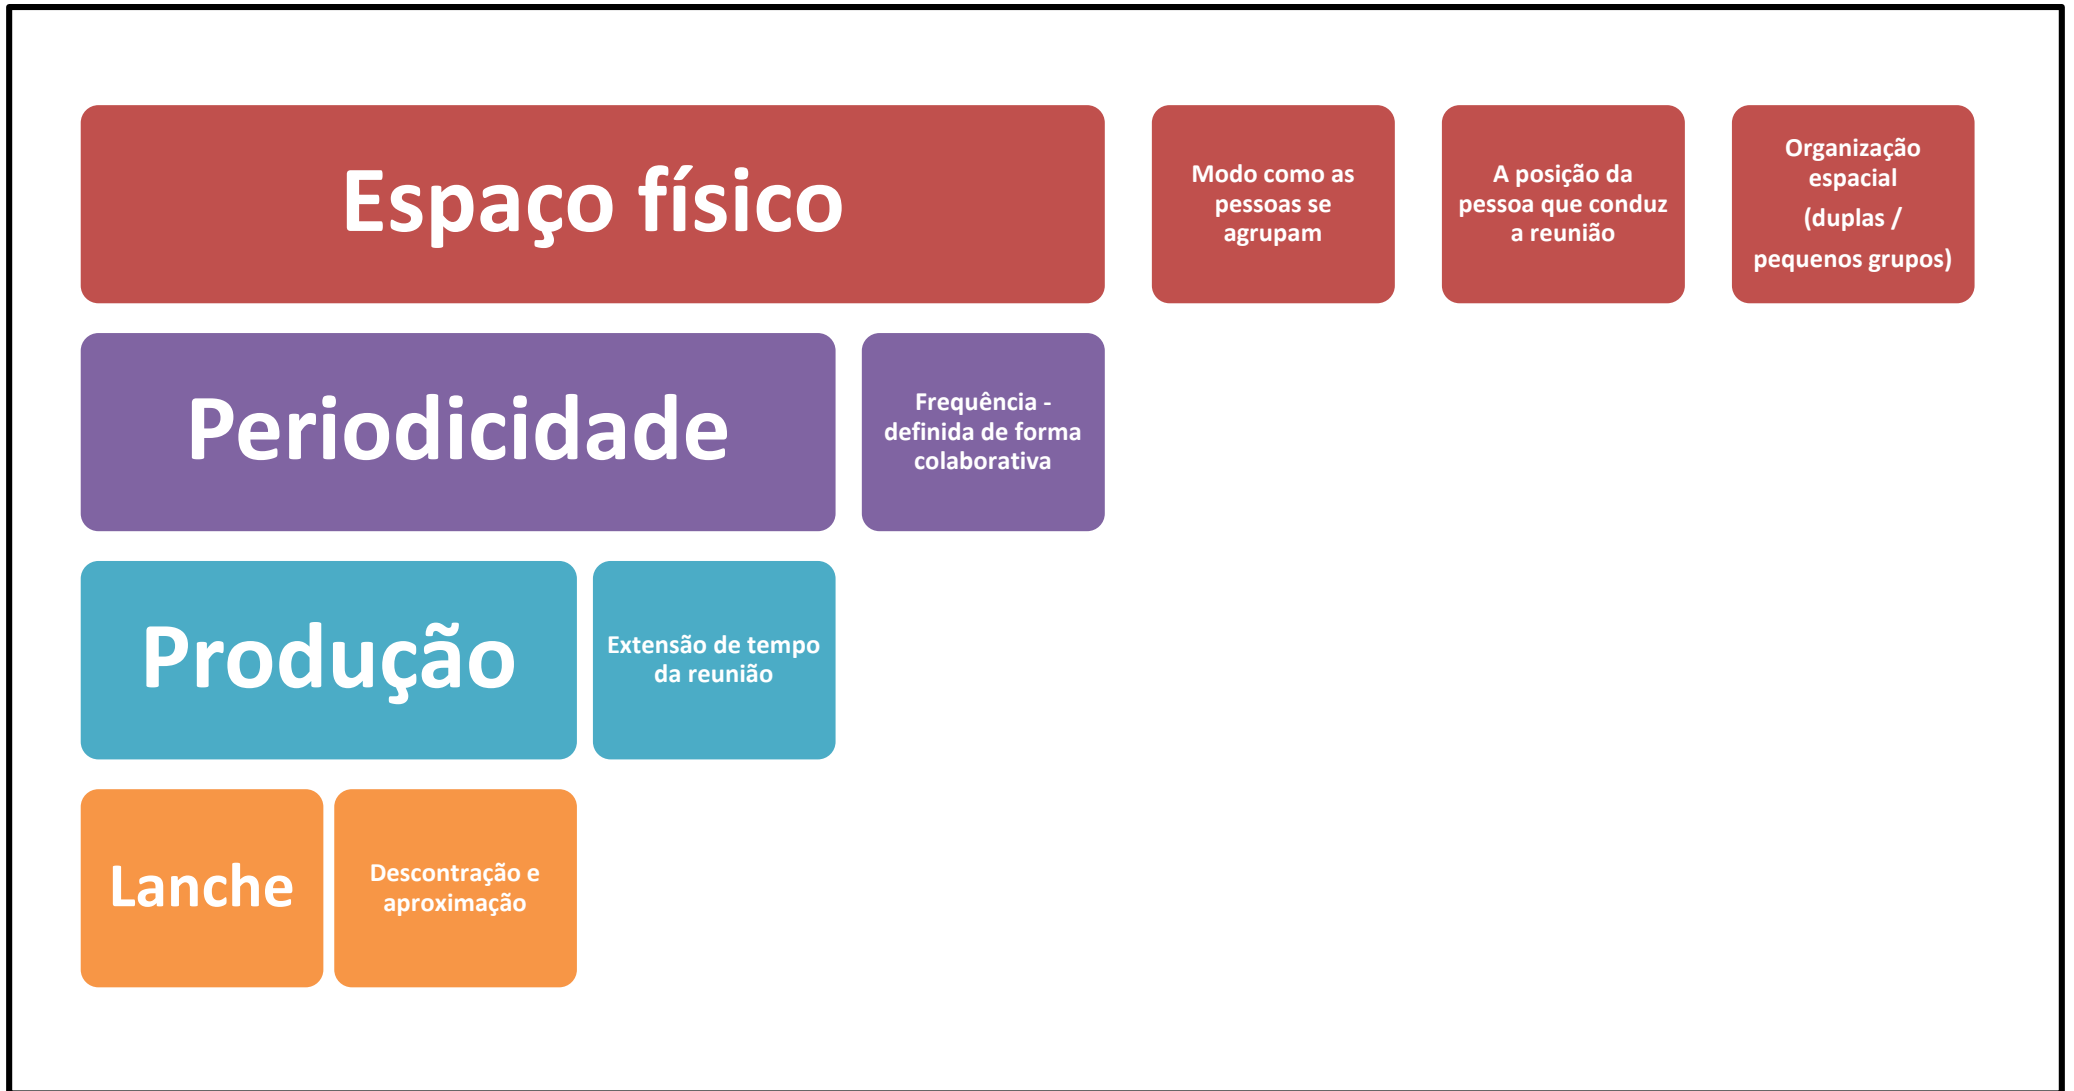 Espaço físico
Modo como as
pessoas se
agrupam
A posição da
pessoa que conduz
a reunião
Organização
espacial
(duplas /
pequenos grupos)
Periodicidade
Frequência -
definida de forma
colaborativa
Produção
Extensão de tempo
da reunião
Lanche
Descontração e
aproximação